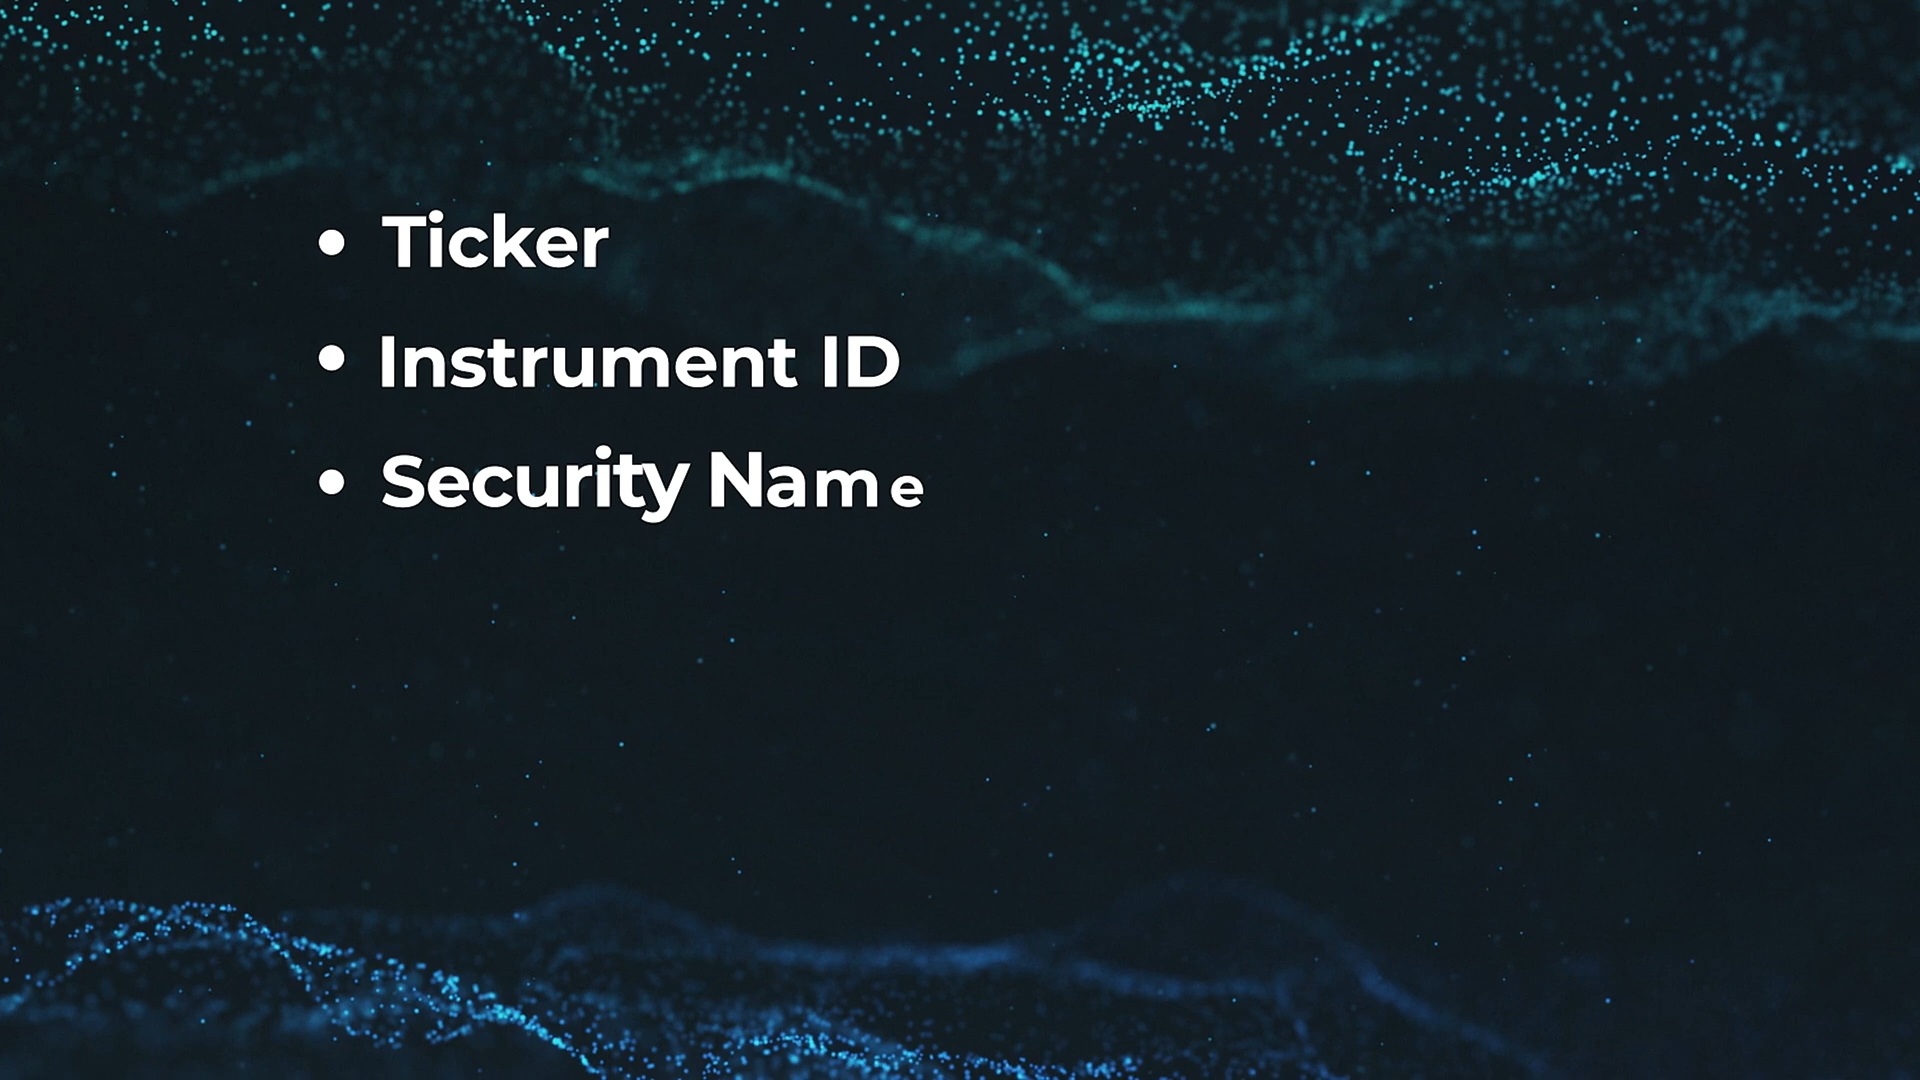 • Ticker
• Instrument ID
• Security Name